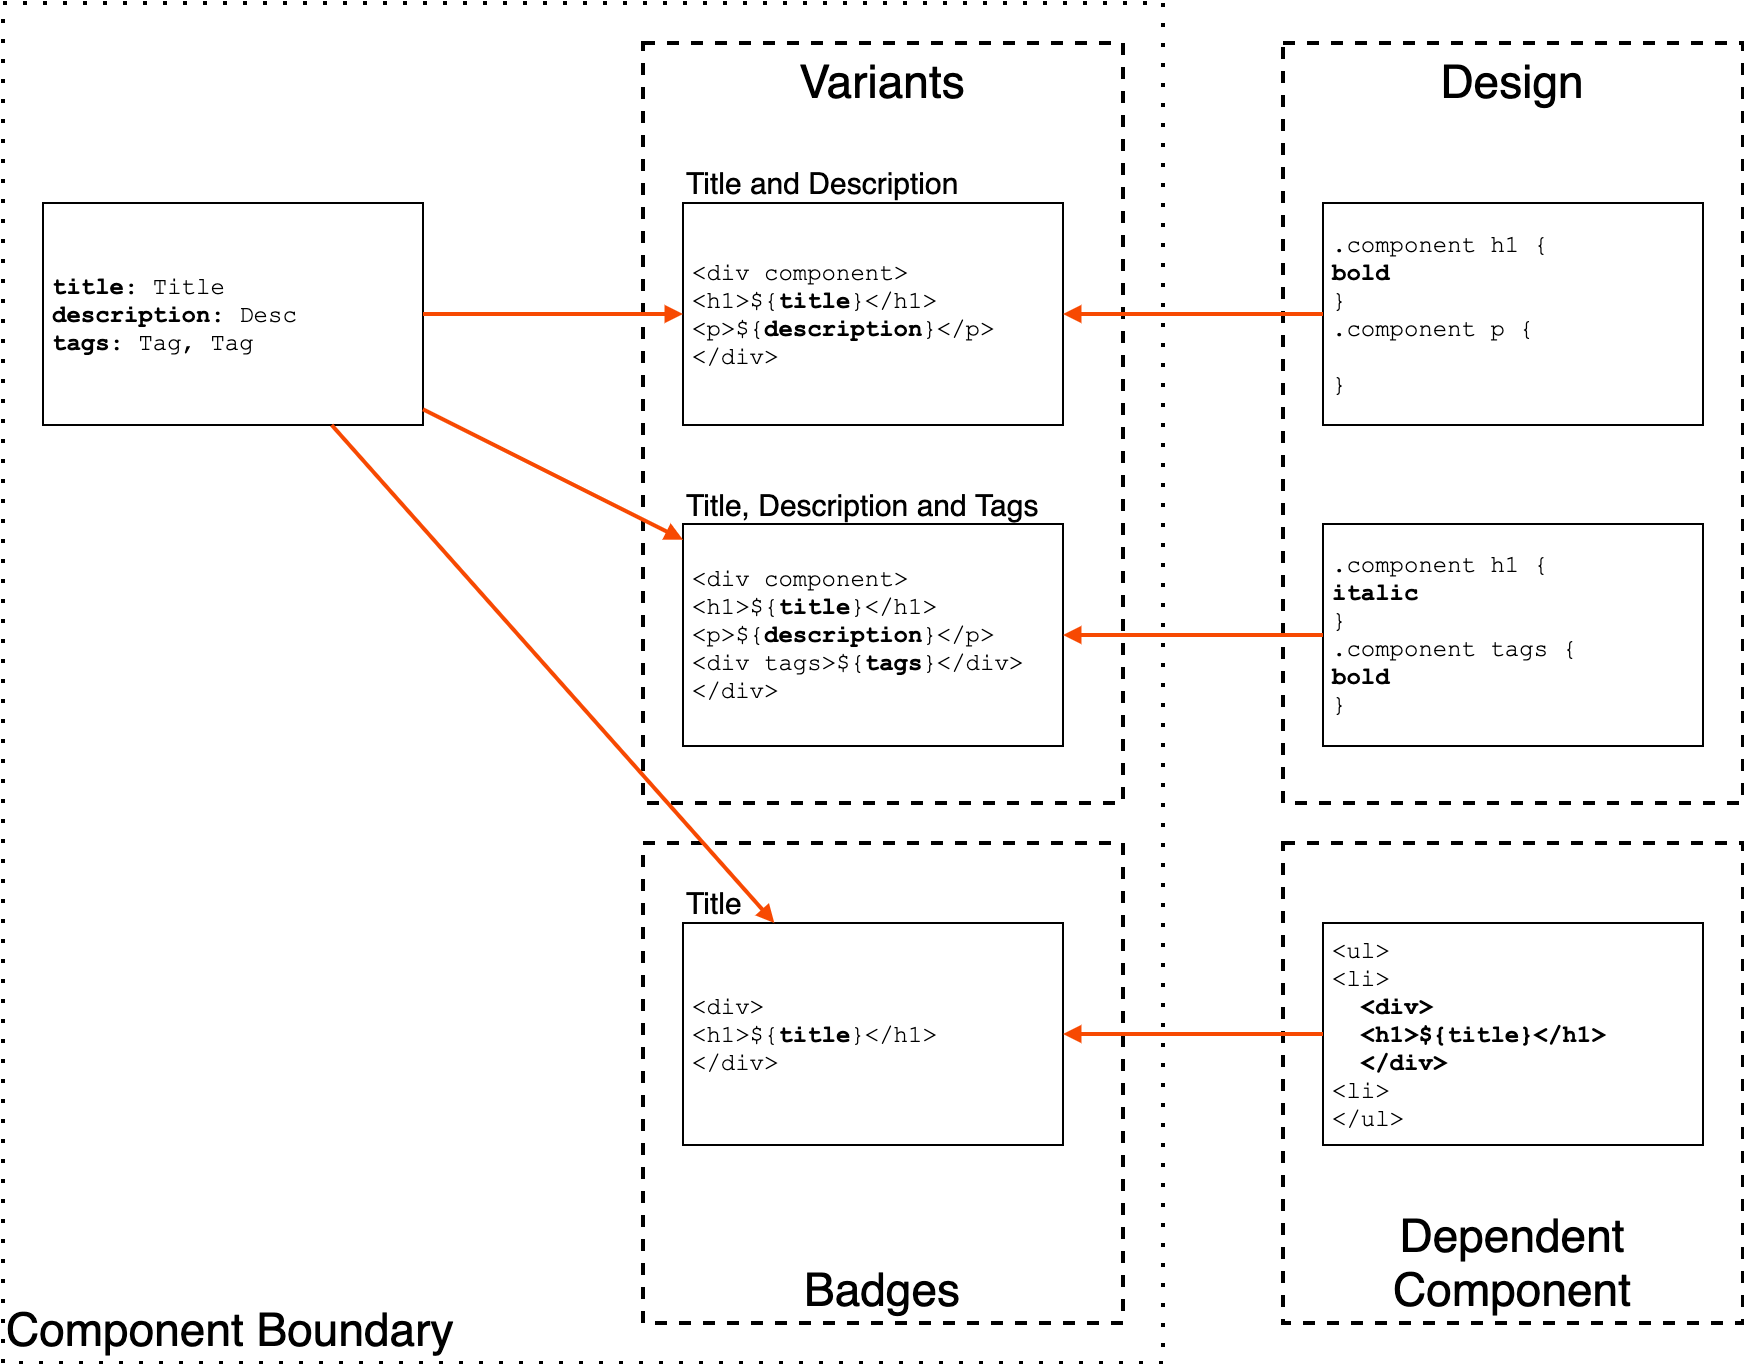 Variants
Design
title: Title
description: Desc
tags: Tag, Tag
Title and Description
<div component>
<h1>${title}</h1>
<p>${description}</p>
</div>
.component h1 {
bold
}
.component p {
}
Title, Description and Tags
<div component>
<h1>${title}</h1>
<p>${description}</p>
<div tags>${tags}</div>
</div>
.component h1 {
italic
}
.component tags {
bold
}
Title
<div>
<h1>${title}</h1>
</div>
<ul>
<li>
<div>
<h1>${title}</h1>
</div>
<li>
</ul>
Badges
Dependent
Component
Component Boundary